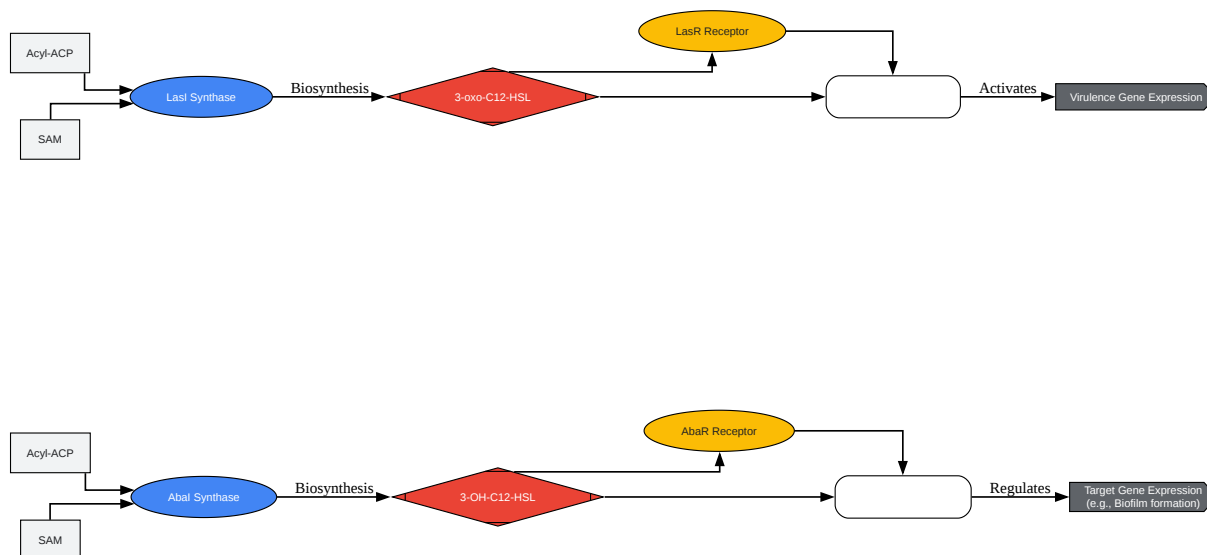 LasR Receptor
Acyl-ACP
LasI Synthase
Biosynthesis
3-oxo-C12-HSL
Activates
Virulence Gene Expression
SAM
AbaR Receptor
Acyl-ACP
AbaI Synthase
Biosynthesis
3-OH-C12-HSL
Regulates
Target Gene Expression
(e.g., Biofilm formation)
SAM